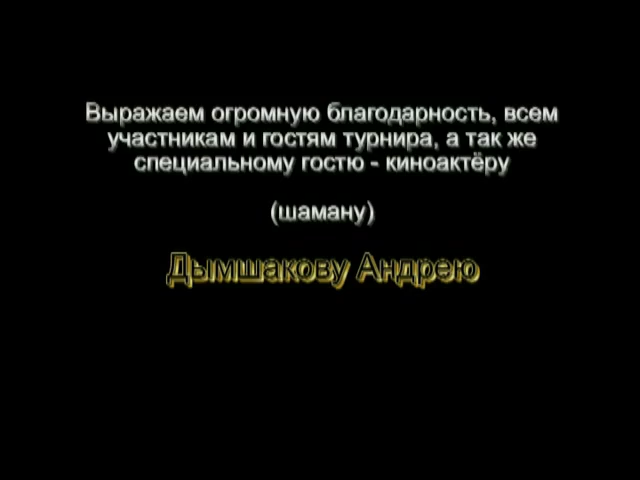 Выражаем огромную благодарность, всем
участникам и гостям турнира, а так же
специальному гостю - киноактёру
(шаману)
Дымшакову Андрею